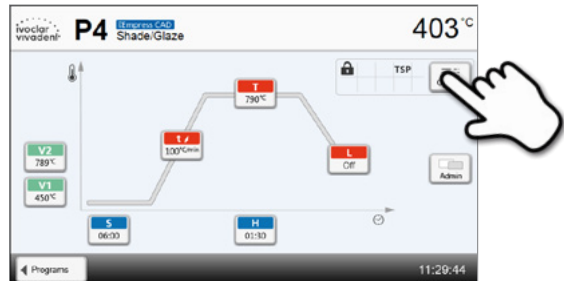 ivoclar
vivadent
P4
IPS Empress CAD
Shade/Glaze
403 °C
TSP
T
790°C
t
100°C/min
V2
789°C
L
Off
Admin
V1
450°C
S
06:00
H
01:30
Programs
11:29:44